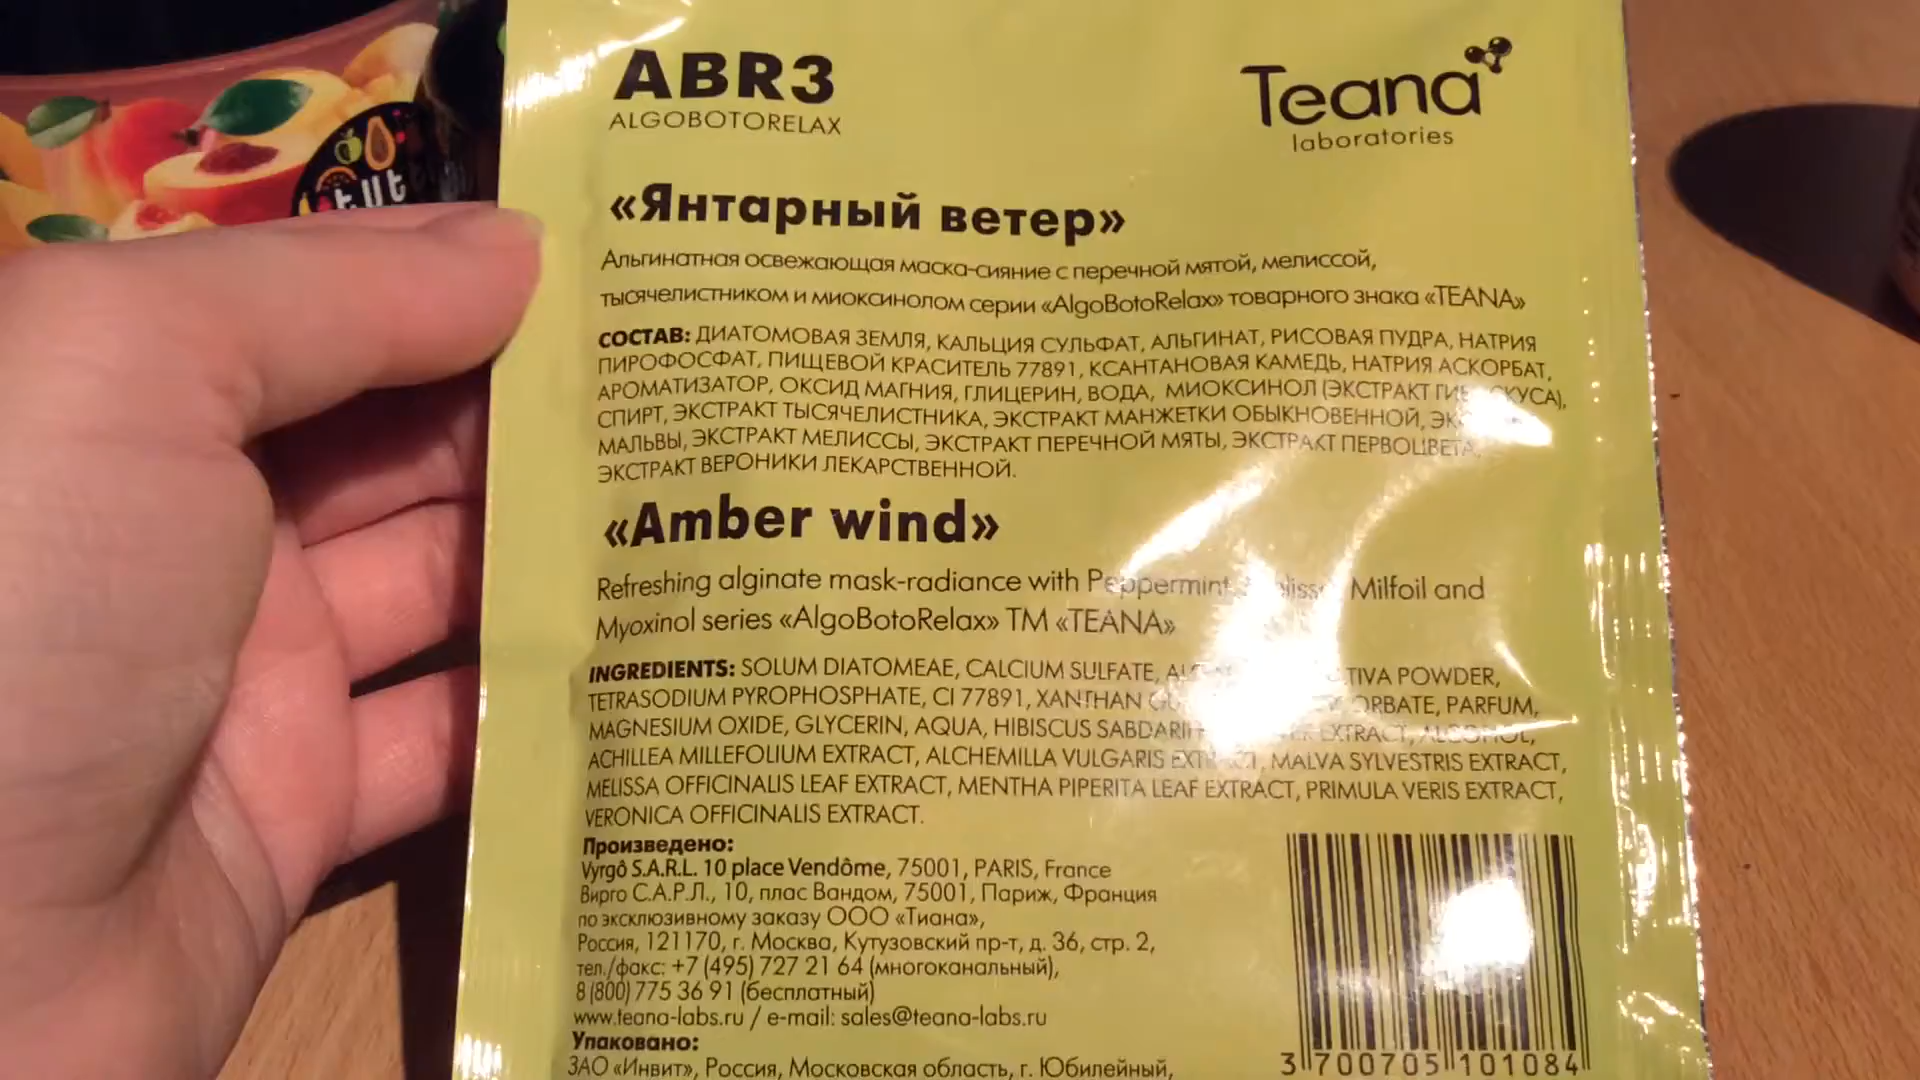 ABR3
ALGOBOTORELAX
Teana
laboratories
«Янтарный ветер»
Альгинатная освежающая маска-сияние с перечной мятой, мелиссой,
тысячелистником и миоксинолом серии «AlgoBotoRelax» товарного знака «TEANA»
СОСТАВ: ДИАТОМОВАЯ ЗЕМЛЯ, КАЛЬЦИЯ СУЛЬФАТ, АЛЬГИНАТ, РИСОВАЯ ПУДРА, НАТРИЯ
ПИРОФОСФАТ, ПИЩЕВОЙ КРАСИТЕЛЬ 77891, КСАНТАНОВАЯ КАМЕДЬ, НАТРИЯ АСКОРБАТ,
АРОМАТИЗАТОР, ОКСИД МАГНИЯ, ГЛИЦЕРИН, ВОДА, МИОКСИНОЛ (ЭКСТРАКТ
СПИРТ, ЭКСТРАКТ ТЫСЯЧЕЛИСТНИКА, ЭКСТРАКТ МАНЖЕТКИ ОБЫКНОВЕННОЙ,
МАЛЬВЫ, ЭКСТРАКТ МЕЛИССЫ, ЭКСТРАКТ ПЕРЕЧНОЙ МЯТЫ, ЭКСТРАКТ ПЕРВОЦВЕТА,
ЭКСТРАКТ ВЕРОНИКИ ЛЕКАРСТВЕННОЙ.
«Amber wind»
Refreshing alginate mask-radiance with Peppermint, Milfoil and
Myoxinol series «AlgoBotoRelax» TM «TEANA»
INGREDIENTS: SOLUM DIATOMEAE, CALCIUM SULFATE, POWDER,
TETRASODIUM PYROPHOSPHATE, CI 77891, XANTHAN PARFUM,
MAGNESIUM OXIDE, GLYCERIN, AQUA, HIBISCUS EXTRACT, ALCOHOL,
ACHILLEA MILLEFOLIUM EXTRACT, ALCHEMILLA VULGARIS EXTRACT, MALVA SYLVESTRIS EXTRACT,
MELISSA OFFICINALIS LEAF EXTRACT, MENTHA PIPERITA LEAF EXTRACT, PRIMULA VERIS EXTRACT,
VERONICA OFFICINALIS EXTRACT.
Произведено:
Vyrgô S.A.R.L. 10 place Vendôme, 75001, PARIS, France
Вирго С.А.Р.Л., 10, плас Вандом, 75001, Париж, Франция
по эксклюзивному заказу ООО «Тиана»,
Россия, 121170, г. Москва, Кутузовский пр-т, д. 36, стр. 2,
тел./факс: +7 (495) 727 21 64 (многоканальный),
8 (800) 775 36 91 (бесплатный)
www.teana-labs.ru / e-mail: sales@teana-labs.ru
Упаковано:
ЗАО «Инвит», Россия, Московская область, г. Юбилейный,
3 700705 101084